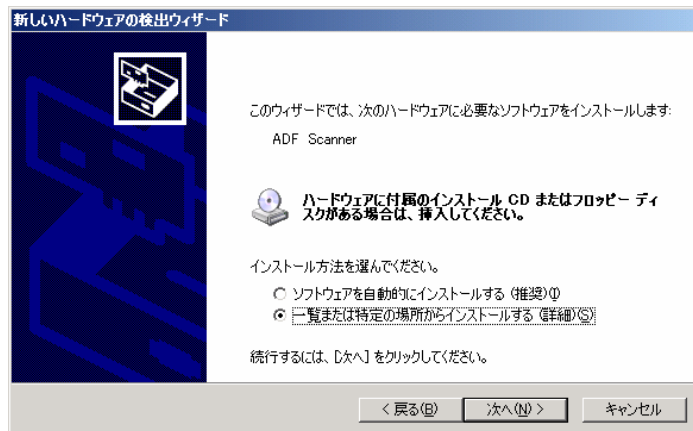 新しいハードウェアの検出ウィザード
このウィザードでは、次のハードウェアに必要なソフトウェアをインストールします:
ADF Scanner
ハードウェアに付属のインストール CD またはフロッピー ディ
スクがある場合は、挿入してください。
インストール方法を選んでください。
ソフトウェアを自動的にインストールする (推奨)(I)
一覧または特定の場所からインストールする (詳細)(S)
続行するには、[次へ] をクリックしてください。
< 戻る(B) 次へ(N) > キャンセル